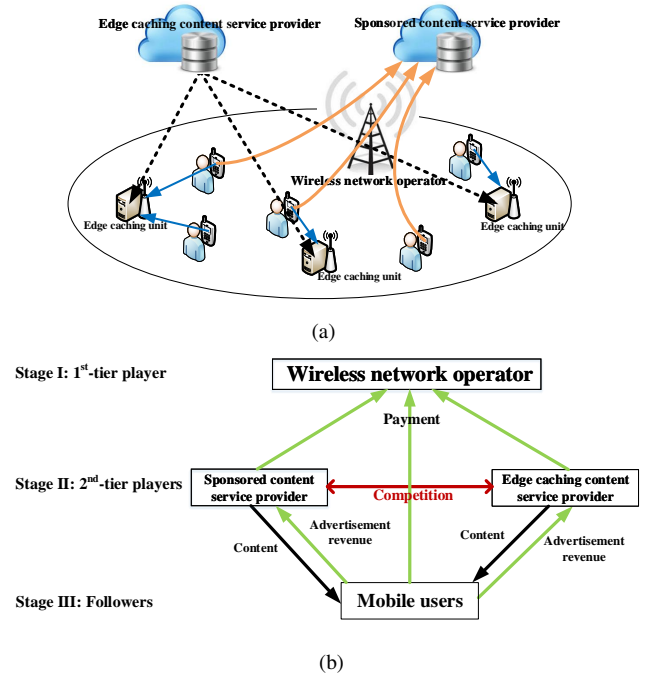 Edge caching content service provider
Sponsored content service provider
Wireless network operator
Edge caching unit
Edge caching unit
Edge caching unit
(a)
Stage I: 1st-tier player
Wireless network operator
Payment
Stage II: 2nd-tier players
Sponsored content
service provider
Competition
Edge caching content
service provider
Content
Advertisement
revenue
Content
Advertisement
revenue
Stage III: Followers
Mobile users
(b)